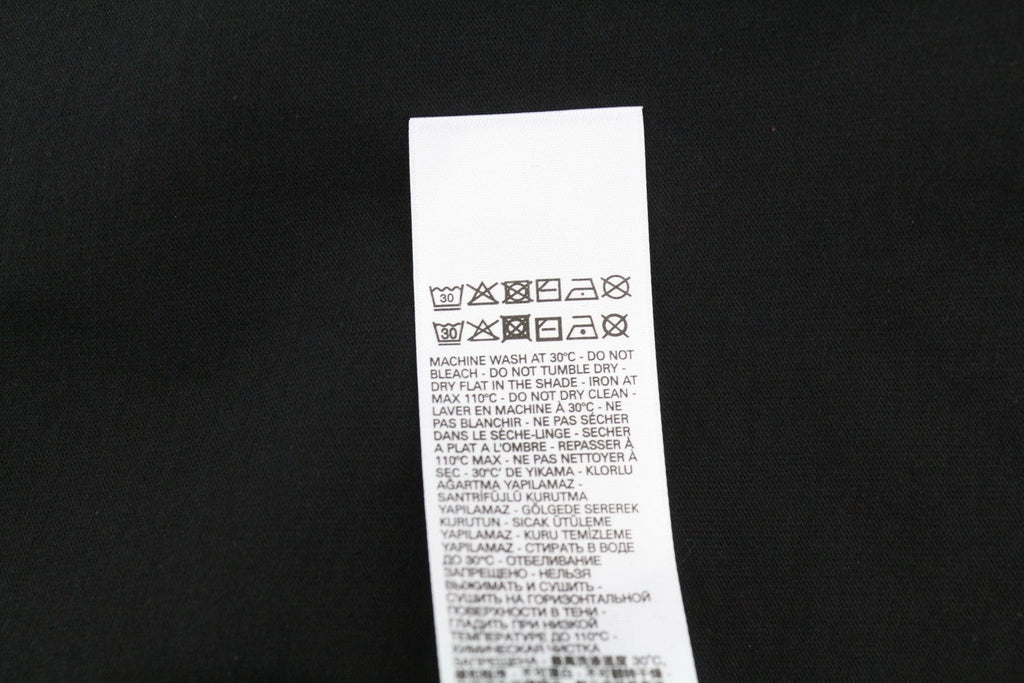 30
30
MACHINE WASH AT 30°C - DO NOT
BLEACH - DO NOT TUMBLE DRY -
DRY FLAT IN THE SHADE - IRON AT
MAX 110°C - DO NOT DRY CLEAN -
LAVER EN MACHINE À 30°C - NE
PAS BLANCHIR - NE PAS SÉCHER
DANS LE SÈCHE-LINGE - SECHER
A PLAT A L'OMBRE - REPASSER À
110°C MAX - NE PAS NETTOYER À
SEC - 30°C' DE YIKAMA - KLORLU
AĞARTMA YAPILAMAZ -
SANTRİFÜJLÜ KURUTMA
YAPILAMAZ - GÖLGEDE SEREREK
KURUTUN - SICAK ÜTÜLEME
YAPILAMAZ - KURU TEMİZLEME
YAPILAMAZ - СТИРАТЬ В ВОДЕ
ДО 30°C - ОТБЕЛИВАНИЕ
ЗАПРЕЩЕНО - НЕЛЬЗЯ
ВЫЖИМАТЬ И СУШИТЬ -
СУШИТЬ НА ГОРИЗОНТАЛЬНОЙ
ПОВЕРХНОСТИ В ТЕНИ -
ГЛАДИТЬ ПРИ НИЗКОЙ
ТЕМПЕРАТУРЕ ДО 110°C -
ХИМИЧЕСКАЯ ЧИСТКА
ЗАПРЕЩЕНА - 30°C,